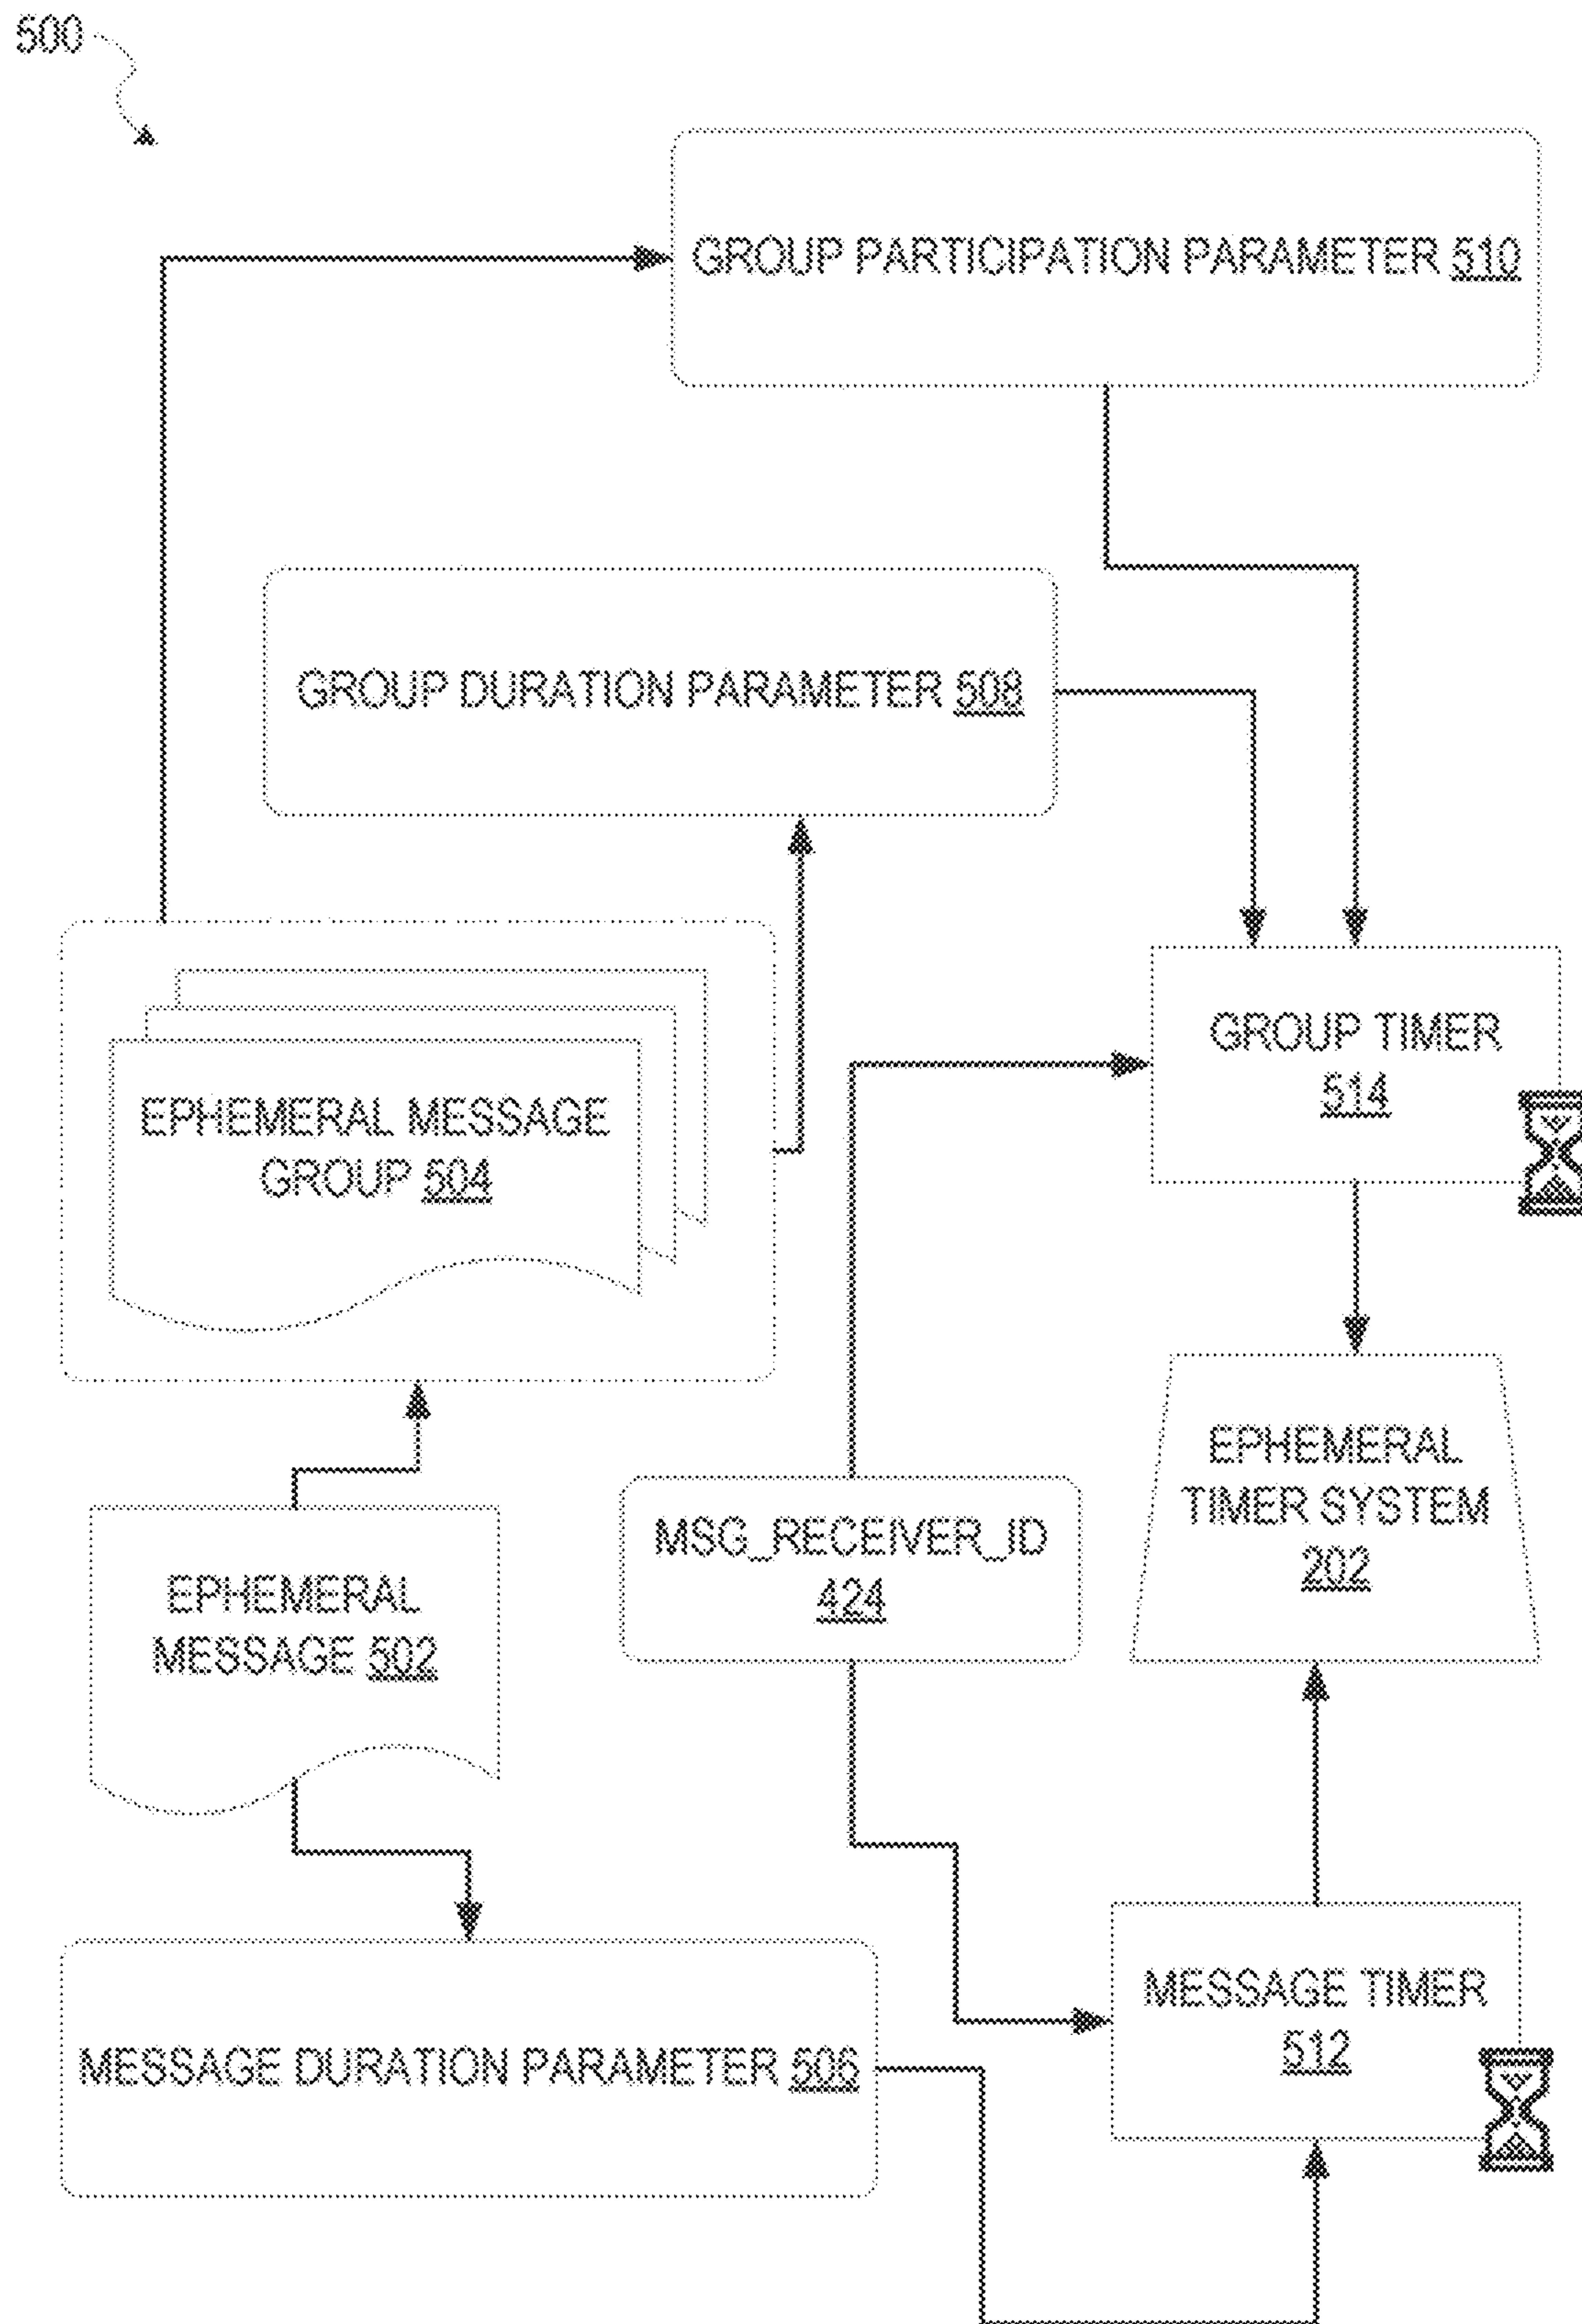 500
GROUP PARTICIPATION PARAMETER 510
GROUP DURATION PARAMETER 508
EPHEMERAL MESSAGE
GROUP 504
GROUP TIMER
514
EPHEMERAL
TIMER SYSTEM
202
MSG_RECEIVER_ID
424
EPHEMERAL
MESSAGE 502
MESSAGE TIMER
512
MESSAGE DURATION PARAMETER 506